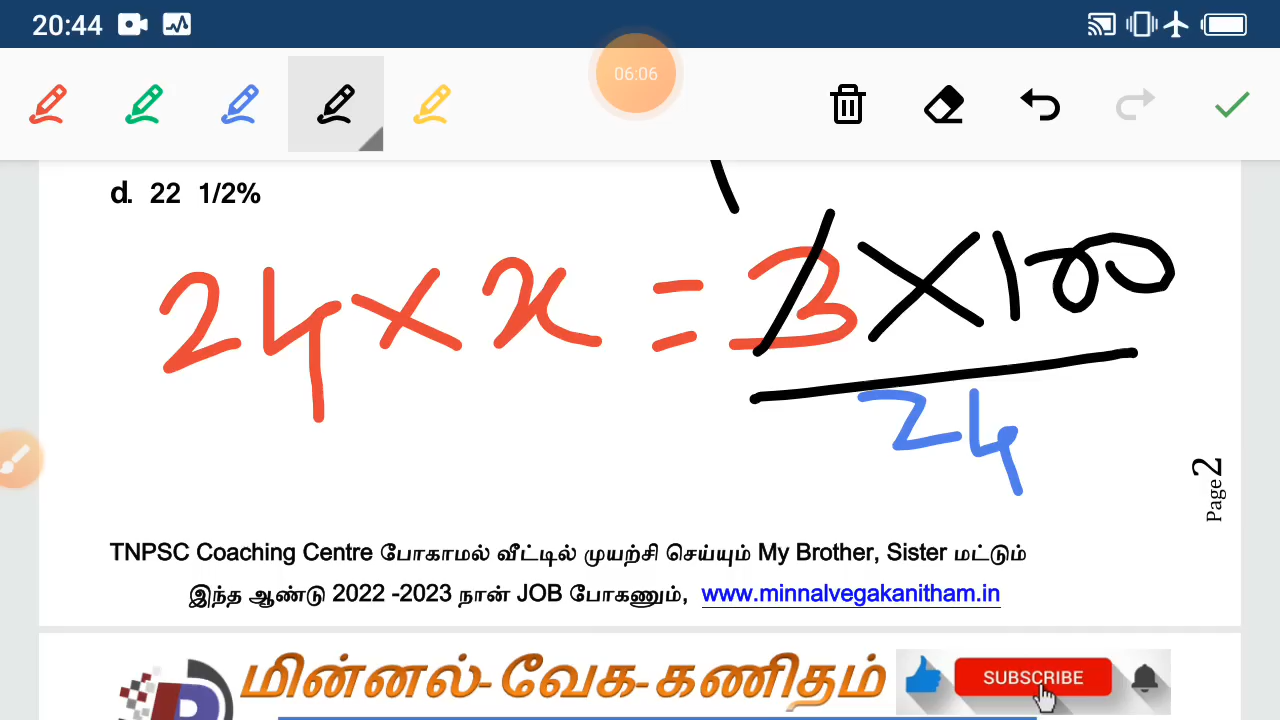 20:44
06:06
d. 22 1/2%
24 × x = 3 × 100
24
Page 2
TNPSC Coaching Centre போகாமல் வீட்டில் முயற்சி செய்யும் My Brother, Sister மட்டும்
இந்த ஆண்டு 2022 -2023 நான் JOB போகணும், www.minnalvegakanitham.in
மின்னல்-வேக-கணிதம்
SUBSCRIBE